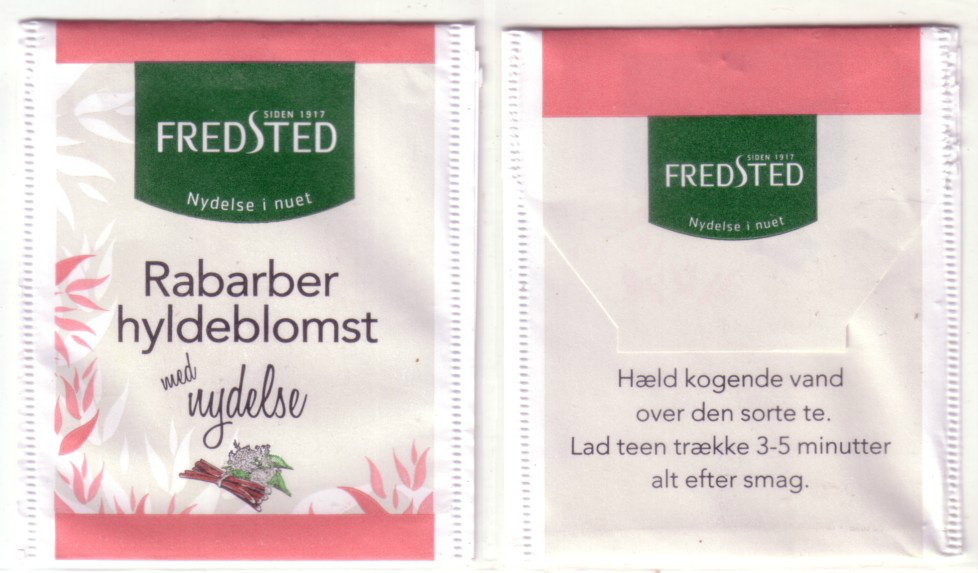 SIDEN 1917
FREDSTED
Nydelse i nuet
Rabarber
hyldeblomst
med
nydelse
SIDEN 1917
FREDSTED
Nydelse i nuet
Hæld kogende vand
over den sorte te.
Lad teen trække 3-5 minutter
alt efter smag.